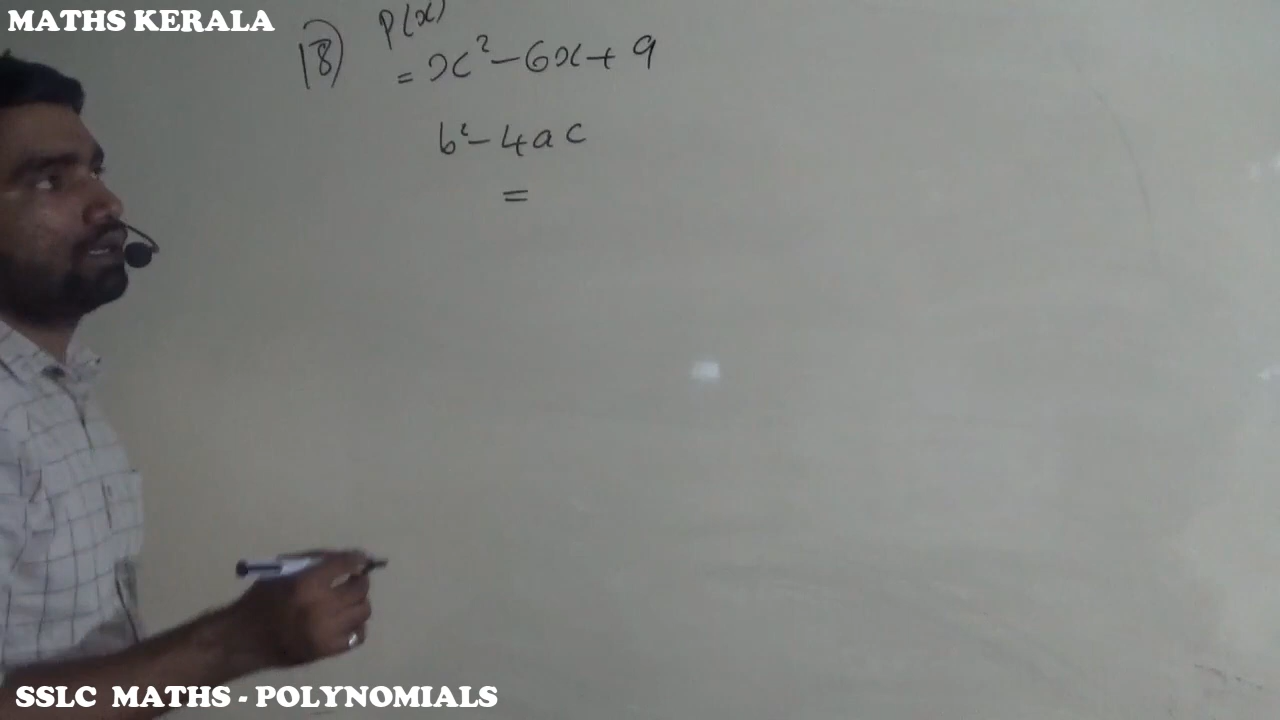 MATHS KERALA
18) P(x)
= x² - 6x + 9
b² - 4ac
=
SSLC MATHS - POLYNOMIALS